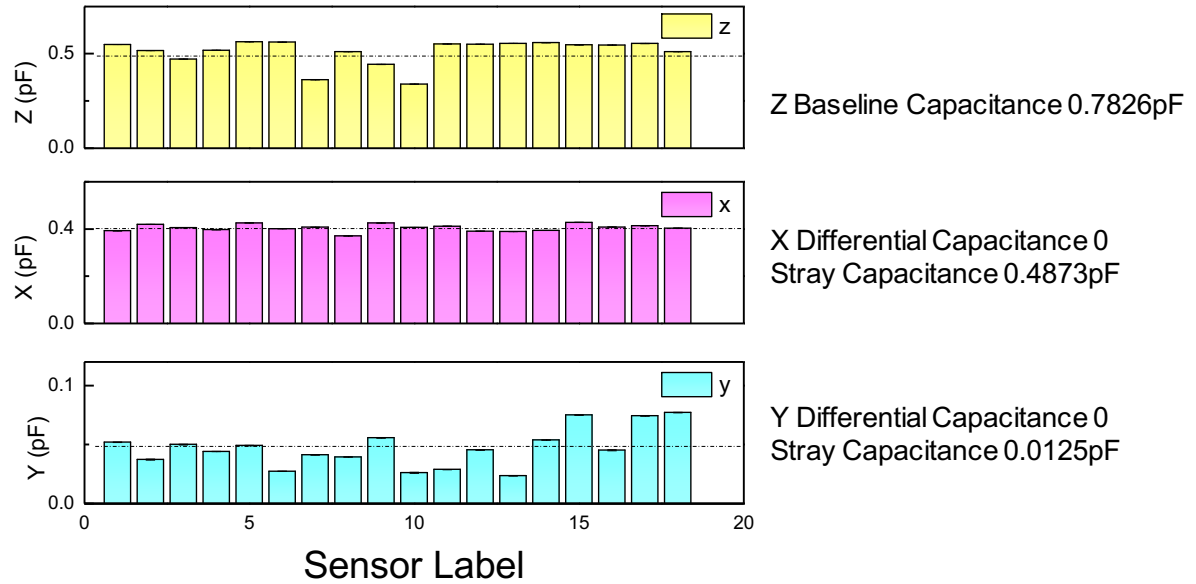 z
0.5
0.0
Z (pF)
Z Baseline Capacitance 0.7826pF
x
0.4
0.0
X (pF)
X Differential Capacitance 0
Stray Capacitance 0.4873pF
y
0.1
0.0
Y (pF)
Y Differential Capacitance 0
Stray Capacitance 0.0125pF
0 5 10 15 20
Sensor Label